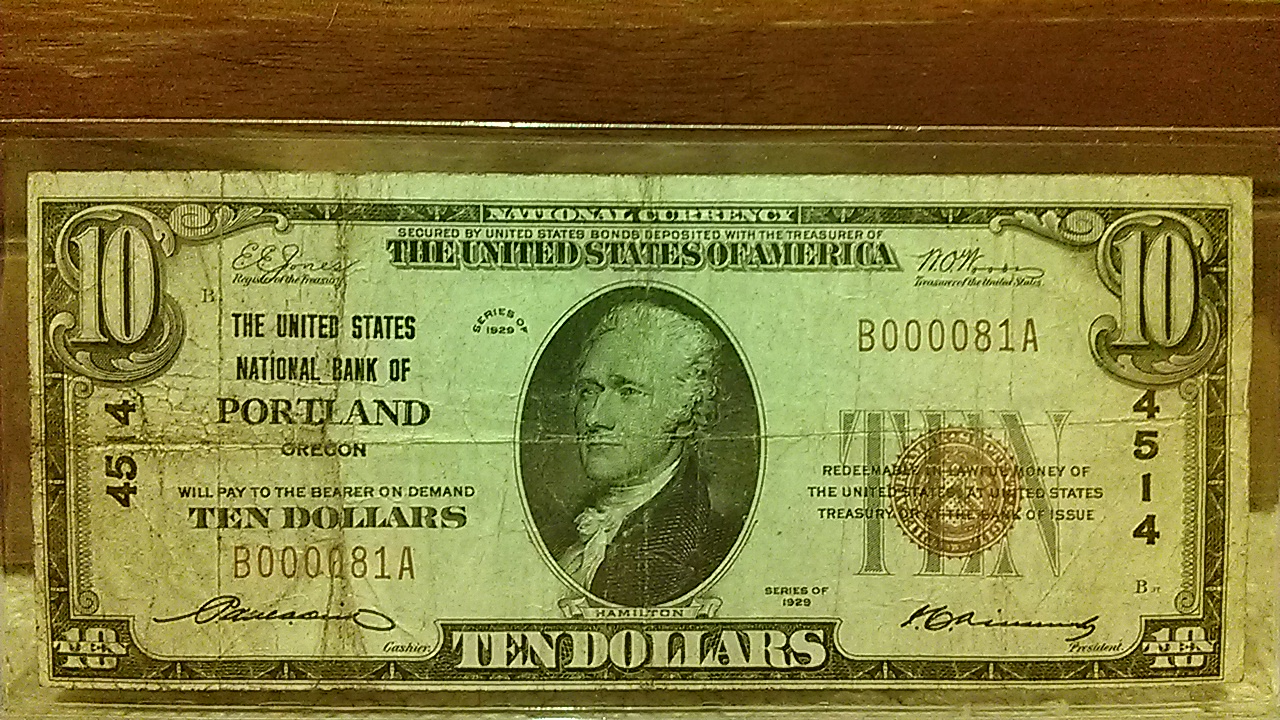 NATIONAL CURRENCY
SECURED BY UNITED STATES BONDS DEPOSITED WITH THE TREASURER OF
THE UNITED STATES OF AMERICA
10
10
E.E. Jones
Register of the Treasury
W.O. Woods
Treasurer of the United States
B
THE UNITED STATES
NATIONAL BANK OF
PORTLAND
OREGON
WILL PAY TO THE BEARER ON DEMAND
TEN DOLLARS
B000081A
SERIES OF
1929
B000081A
4514
4514
TEN
REDEEMABLE IN LAWFUL MONEY OF
THE UNITED STATES AT UNITED STATES
TREASURY OR AT THE BANK OF ISSUE
SERIES OF
1929
HAMILTON
Cashier.
President.
TEN DOLLARS
10
10